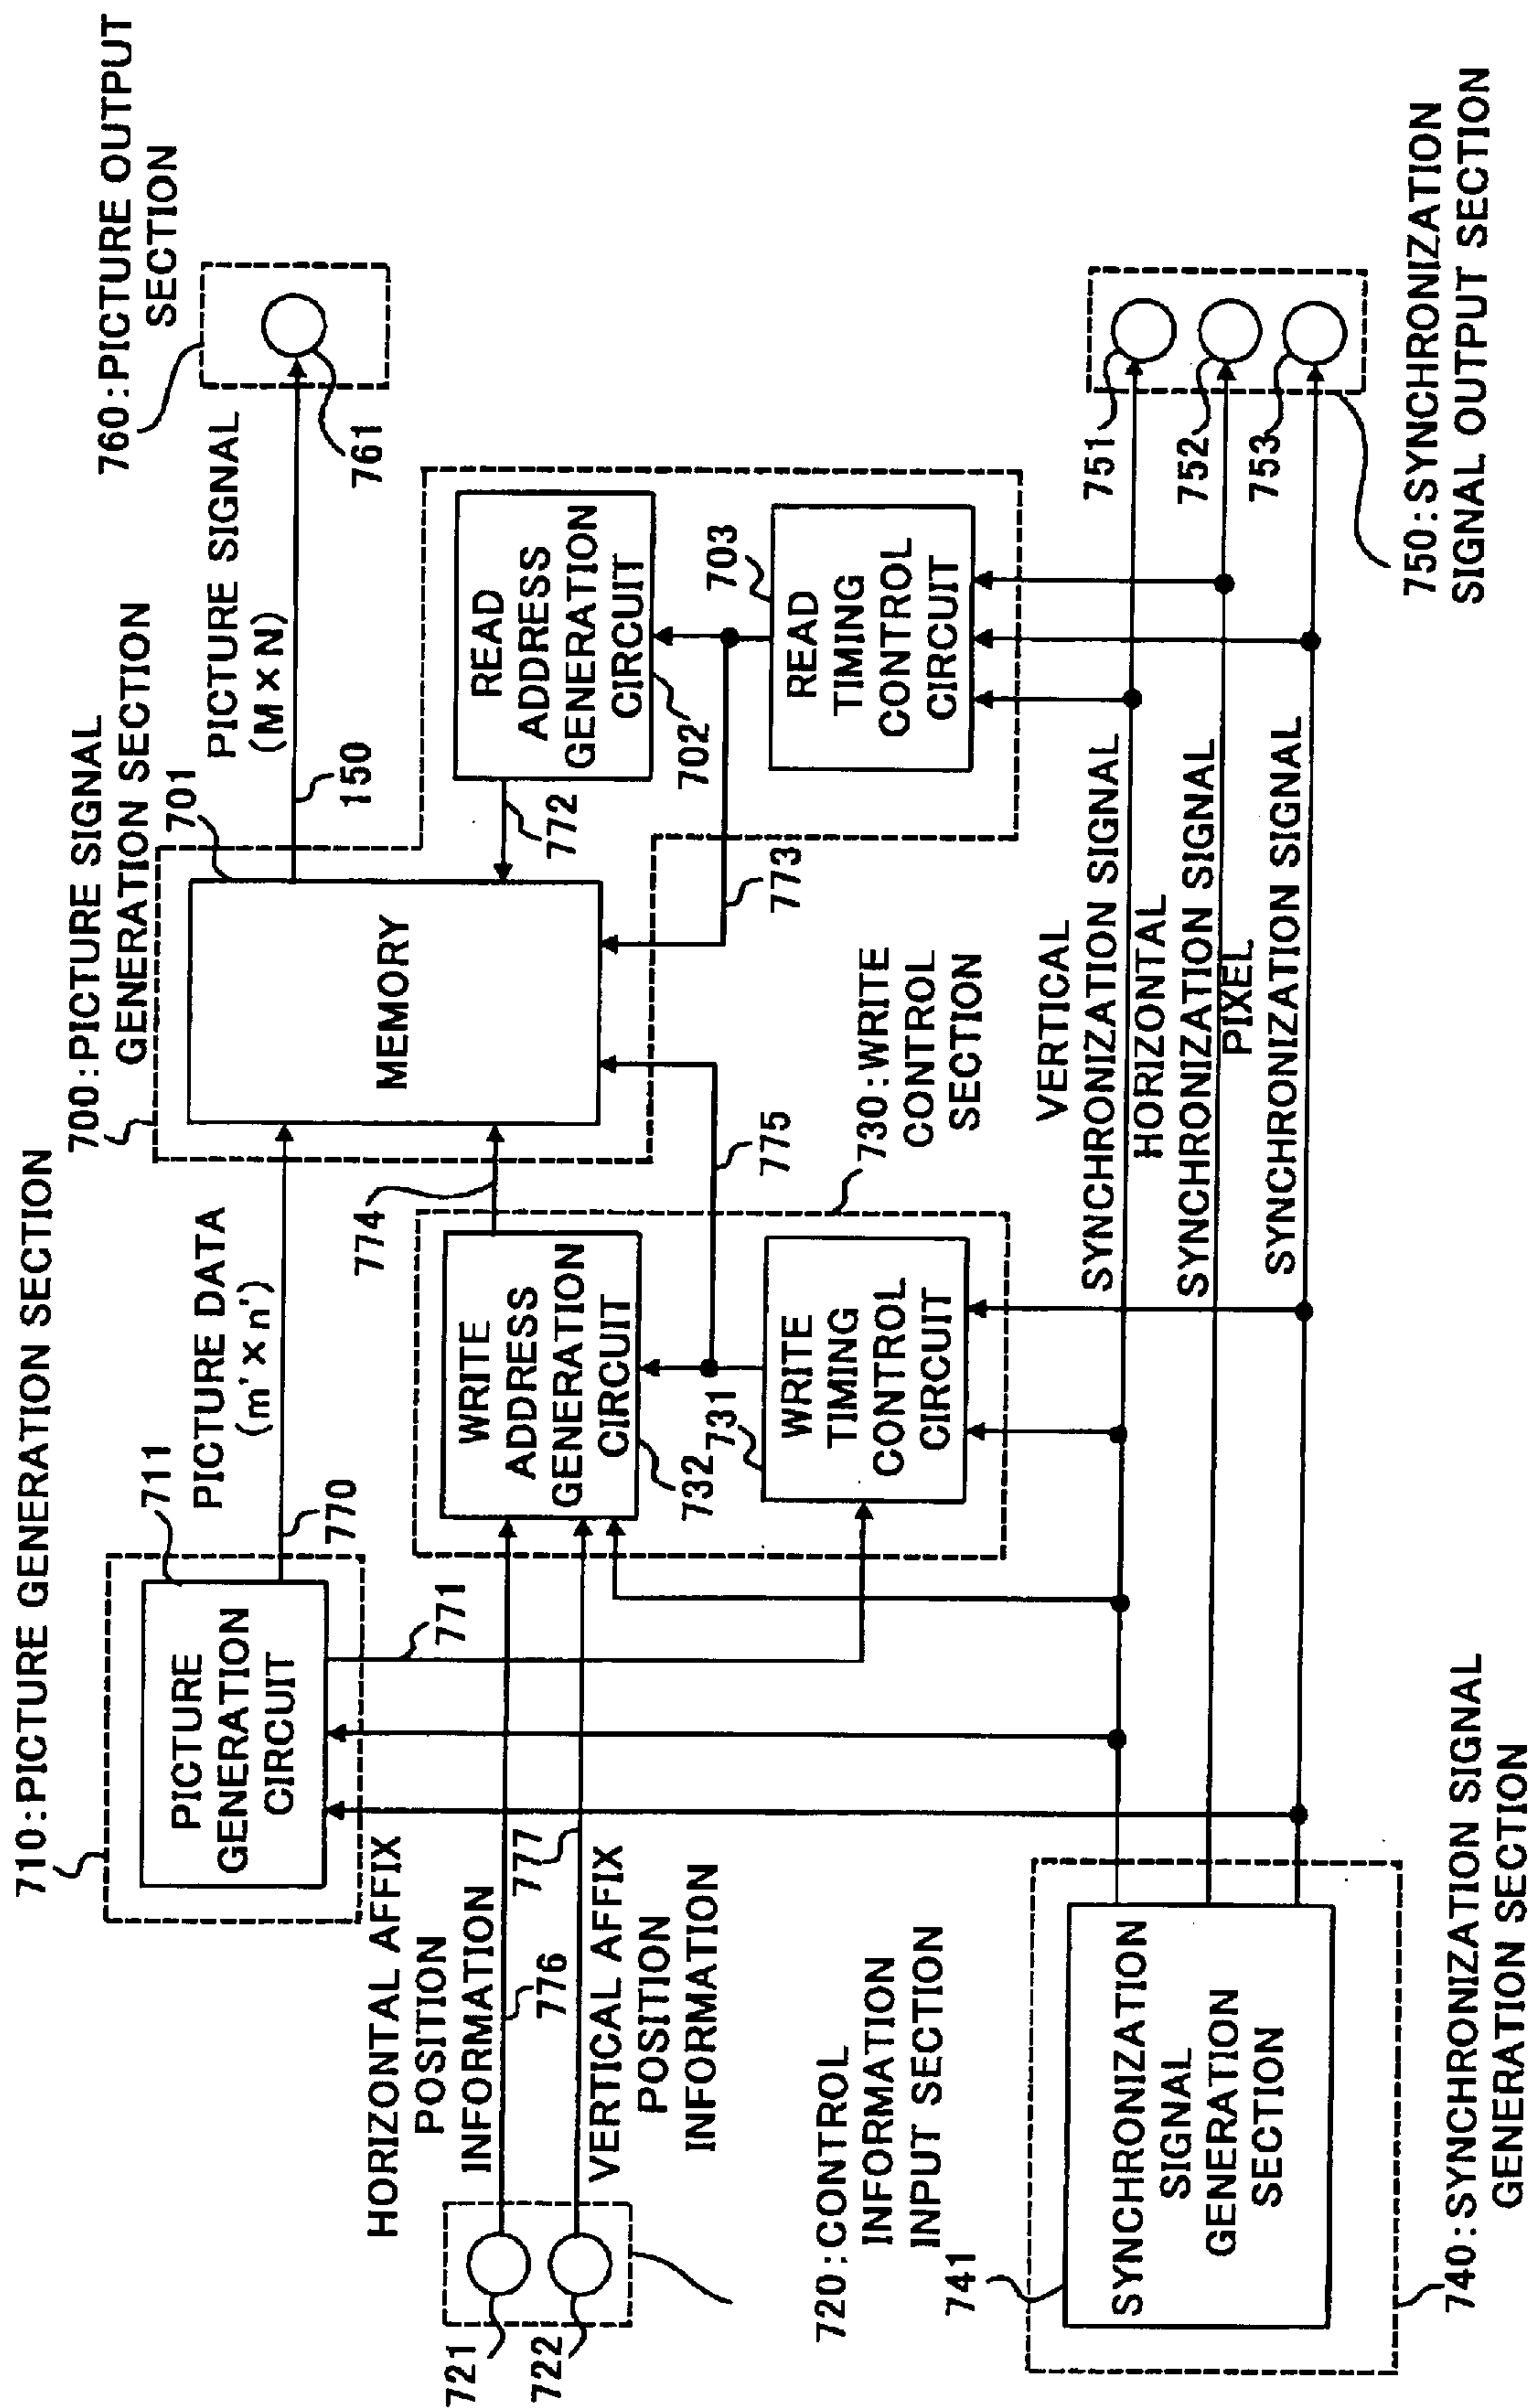 710:PICTURE GENERATION SECTION
711
PICTURE
GENERATION
CIRCUIT
PICTURE DATA
(m' × n')
770
771
700:PICTURE SIGNAL
GENERATION SECTION
701
MEMORY
PICTURE SIGNAL
(M × N)
150
760:PICTURE OUTPUT
SECTION
761
HORIZONTAL AFFIX
POSITION
INFORMATION
776
777
VERTICAL AFFIX
POSITION
INFORMATION
721
722
720:CONTROL
INFORMATION
INPUT SECTION
774
WRITE
ADDRESS
GENERATION
CIRCUIT
732
731
WRITE
TIMING
CONTROL
CIRCUIT
775
730:WRITE
CONTROL
SECTION
772
773
READ
ADDRESS
GENERATION
CIRCUIT
702
703
READ
TIMING
CONTROL
CIRCUIT
741
SYNCHRONIZATION
SIGNAL
GENERATION
SECTION
740:SYNCHRONIZATION SIGNAL
GENERATION SECTION
VERTICAL
SYNCHRONIZATION SIGNAL
HORIZONTAL
SYNCHRONIZATION SIGNAL
PIXEL
SYNCHRONIZATION SIGNAL
751
752
753
750:SYNCHRONIZATION
SIGNAL OUTPUT SECTION